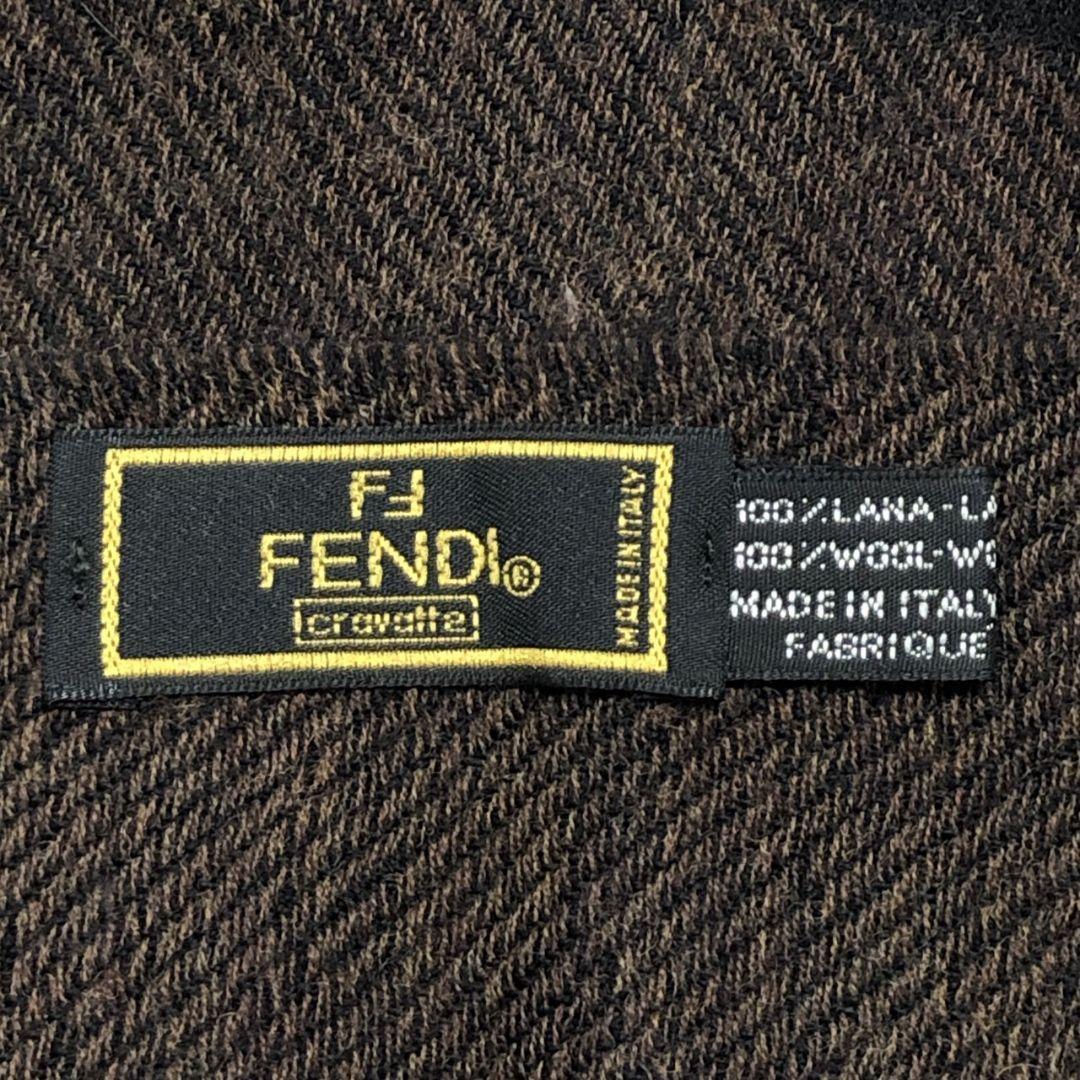 FF
FENDI®
cravatte
MADE IN ITALY
100%LANA-LA
100%WOOL-WO
MADE IN ITALY
FABRIQUE